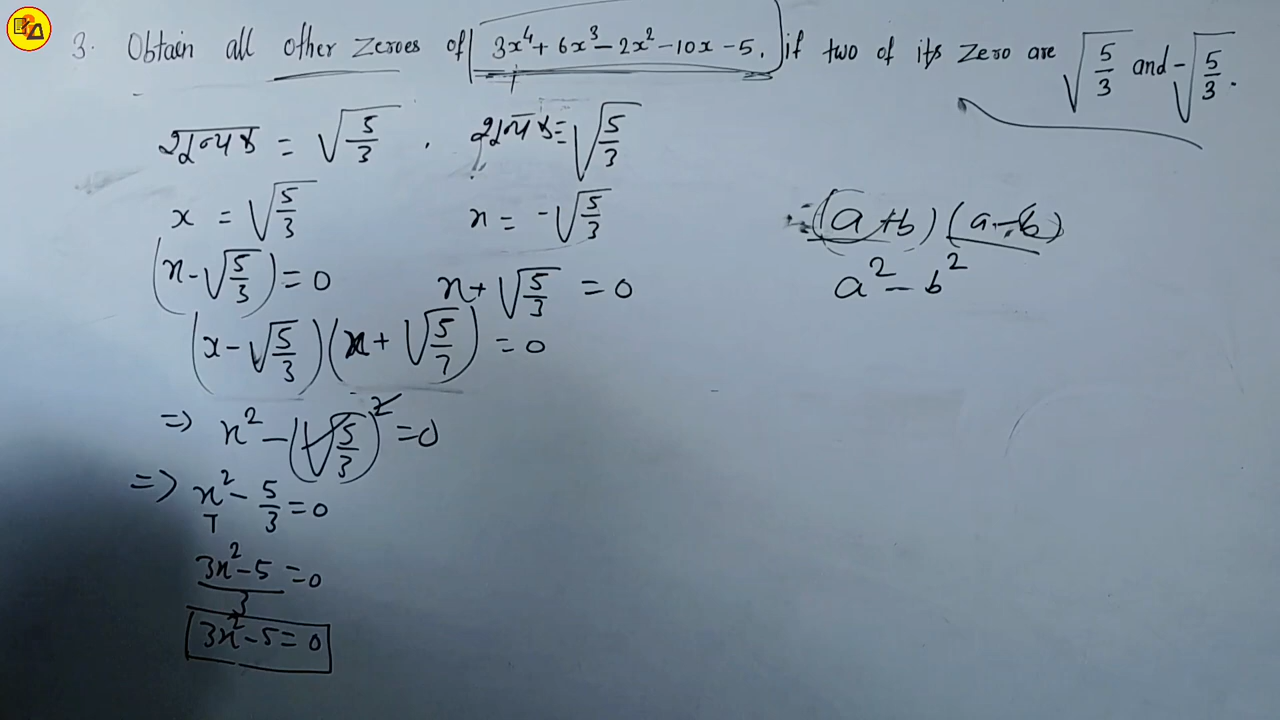 3. Obtain all other zeroes of 3x⁴ + 6x³ - 2x² - 10x - 5. if two of its zero are √(5/3) and -√(5/3).
शून्यक = √(5/3) . शून्यक = √(5/3)
x = √(5/3) x = -√(5/3)
(x - √(5/3)) = 0 x + √(5/3) = 0
(x - √(5/3))(x + √(5/7)) = 0
=> x² - (√(5/3))² = 0
=> x²/1 - 5/3 = 0
(3x² - 5)/3 = 0
3x² - 5 = 0
(a + b)(a - b)
a² - b²